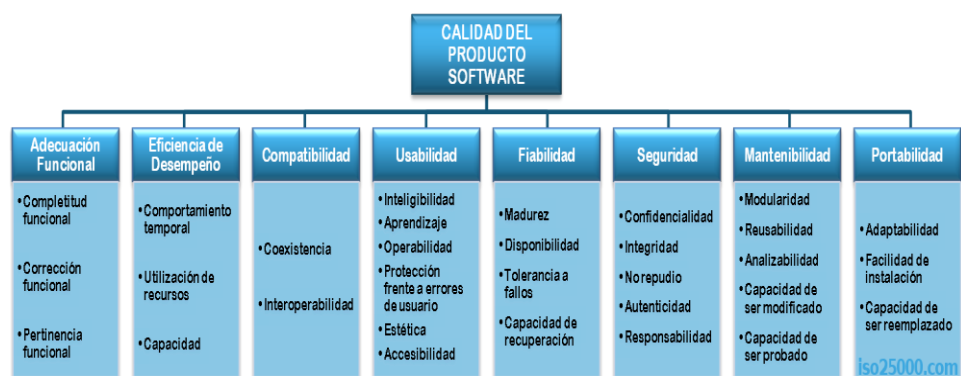 CALIDAD DEL
PRODUCTO
SOFTWARE
Adecuación
Funcional
• Completitud
funcional
• Corrección
funcional
• Pertinencia
funcional
Eficiencia de
Desempeño
• Comportamiento
temporal
• Utilización de
recursos
• Capacidad
Compatibilidad
• Coexistencia
• Interoperabilidad
Usabilidad
• Inteligibilidad
• Aprendizaje
• Operabilidad
• Protección
frente a errores
de usuario
• Estética
• Accesibilidad
Fiabilidad
• Madurez
• Disponibilidad
• Tolerancia a
fallos
• Capacidad de
recuperación
Seguridad
• Confidencialidad
• Integridad
• No repudio
• Autenticidad
• Responsabilidad
Mantenibilidad
• Modularidad
• Reusabilidad
• Analizabilidad
• Capacidad de
ser modificado
• Capacidad de
ser probado
Portabilidad
• Adaptabilidad
• Facilidad de
instalación
• Capacidad de
ser reemplazado
iso25000.com